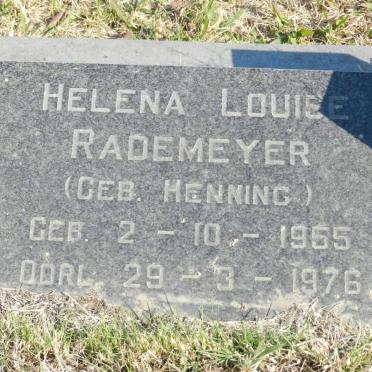 HELENA LOUISE
RADEMEYER
(GEB. HENNING)
GEB. 2 - 10 - 1955
OORL. 29 - 3 - 1976